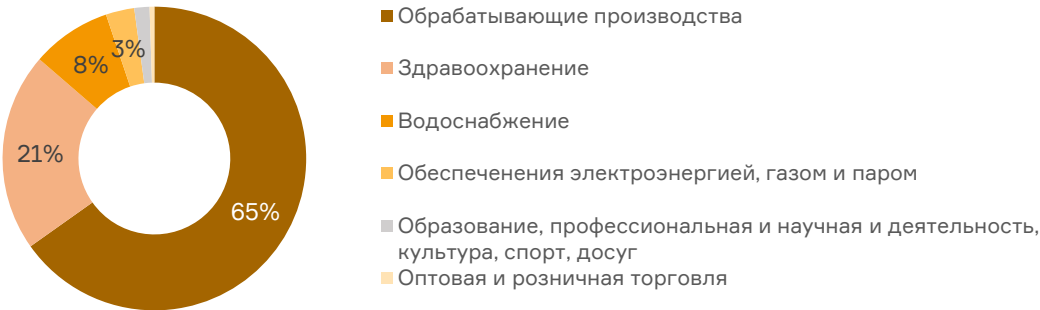 3%
8%
21%
65%
Обрабатывающие производства
Здравоохранение
Водоснабжение
Обеспеченения электроэнергией, газом и паром
Образование, профессиональная и научная и деятельность,
культура, спорт, досуг
Оптовая и розничная торговля